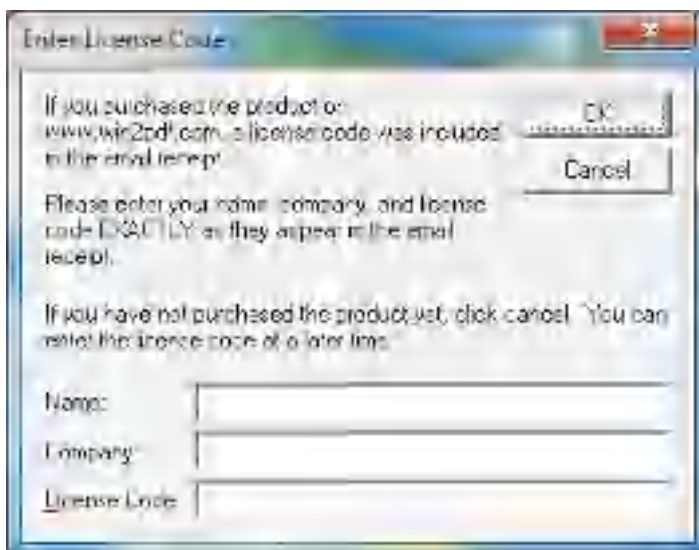 Enter License Code
If you purchased the product on
www.win2pdf.com, a license code was included
in the email receipt.
OK
Cancel
Please enter your name, company, and license
code EXACTLY as they appear in the email
receipt.
If you have not purchased the product yet, click cancel. You can
enter the license code at a later time.
Name:
Company:
License Code: